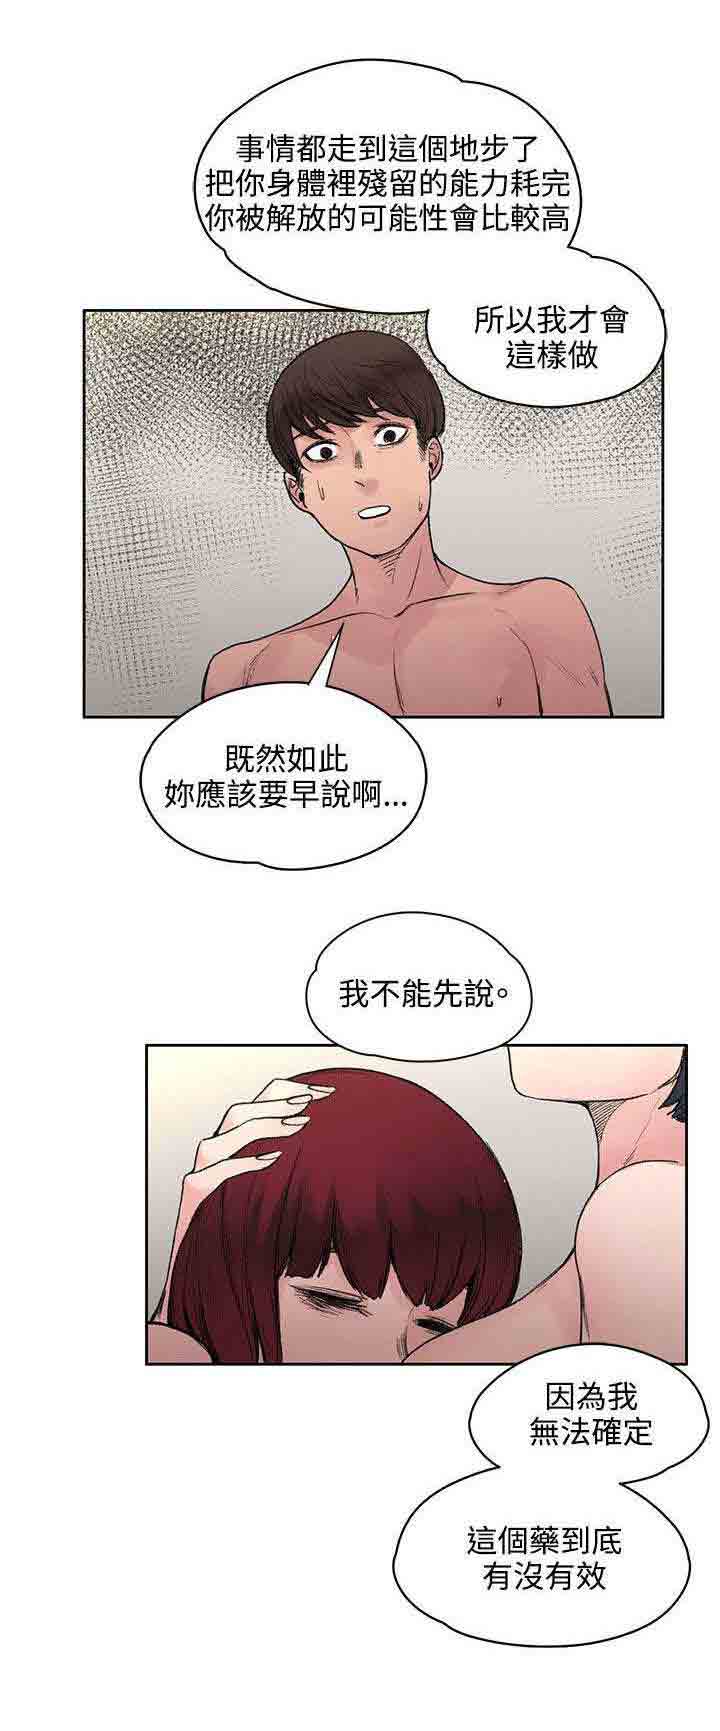 事情都走到這個地步了
把你身體裡殘留的能力耗完
你被解放的可能性會比較高
所以我才會
這樣做
既然如此
妳應該要早說啊...
我不能先說。
因為我
無法確定
這個藥到底
有沒有效